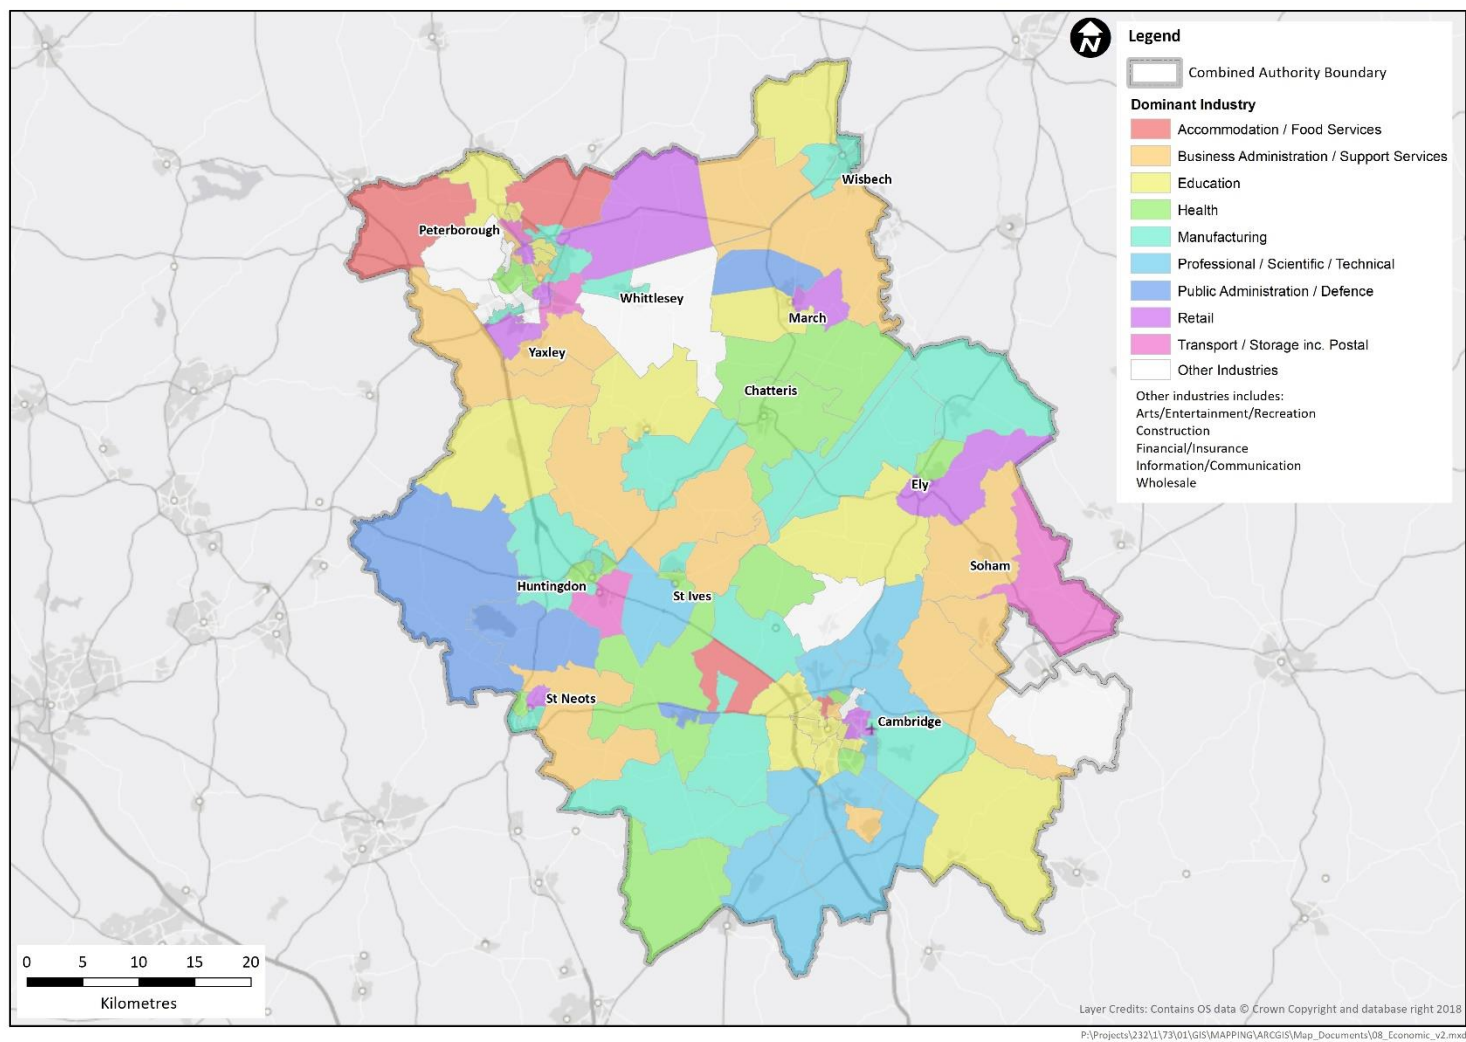 N
Legend
Combined Authority Boundary
Dominant Industry
Accommodation / Food Services
Business Administration / Support Services
Education
Health
Manufacturing
Professional / Scientific / Technical
Public Administration / Defence
Retail
Transport / Storage inc. Postal
Other Industries
Other industries includes:
Arts/Entertainment/Recreation
Construction
Financial/Insurance
Information/Communication
Wholesale
Wisbech
Peterborough
Whittlesey
March
Yaxley
Chatteris
Ely
Soham
Huntingdon
St Ives
St Neots
Cambridge
0 5 10 15 20
Kilometres
Layer Credits: Contains OS data © Crown Copyright and database right 2018
P:\Projects\232\1\73\01\GIS\MAPPING\ARCGIS\Map_Documents\08_Economic_v2.mxd